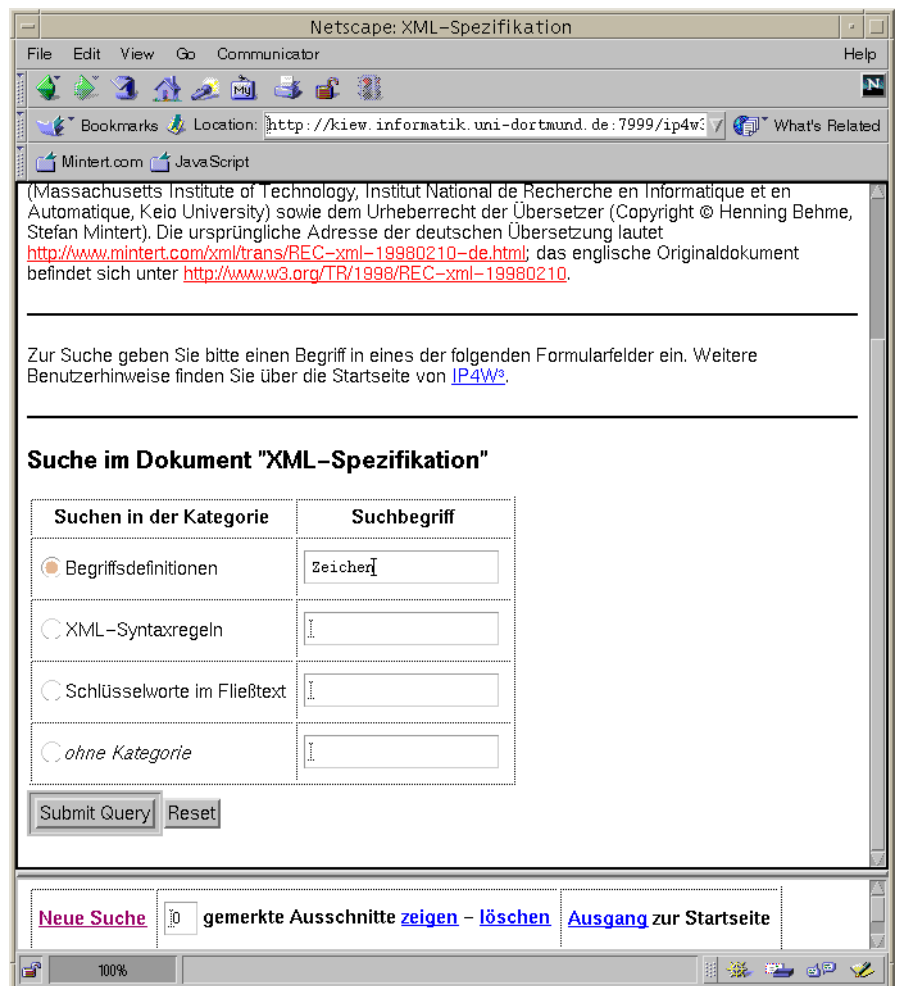 Netscape: XML–Spezifikation
File Edit View Go Communicator Help
My N
Bookmarks Location: http://kiew.informatik.uni-dortmund.de:7999/ip4w3 What's Related
Mintert.com JavaScript
(Massachusetts Institute of Technology, Institut National de Recherche en Informatique et en
Automatique, Keio University) sowie dem Urheberrecht der Übersetzer (Copyright © Henning Behme,
Stefan Mintert). Die ursprüngliche Adresse der deutschen Übersetzung lautet
http://www.mintert.com/xml/trans/REC–xml–19980210–de.html; das englische Originaldokument
befindet sich unter http://www.w3.org/TR/1998/REC–xml–19980210.
Zur Suche geben Sie bitte einen Begriff in eines der folgenden Formularfelder ein. Weitere
Benutzerhinweise finden Sie über die Startseite von IP4W³.
Suche im Dokument "XML–Spezifikation"
Suchen in der Kategorie Suchbegriff
Begriffsdefinitionen Zeichen
XML–Syntaxregeln
Schlüsselworte im Fließtext
ohne Kategorie
Submit Query Reset
Neue Suche 0 gemerkte Ausschnitte zeigen – löschen Ausgang zur Startseite
100%